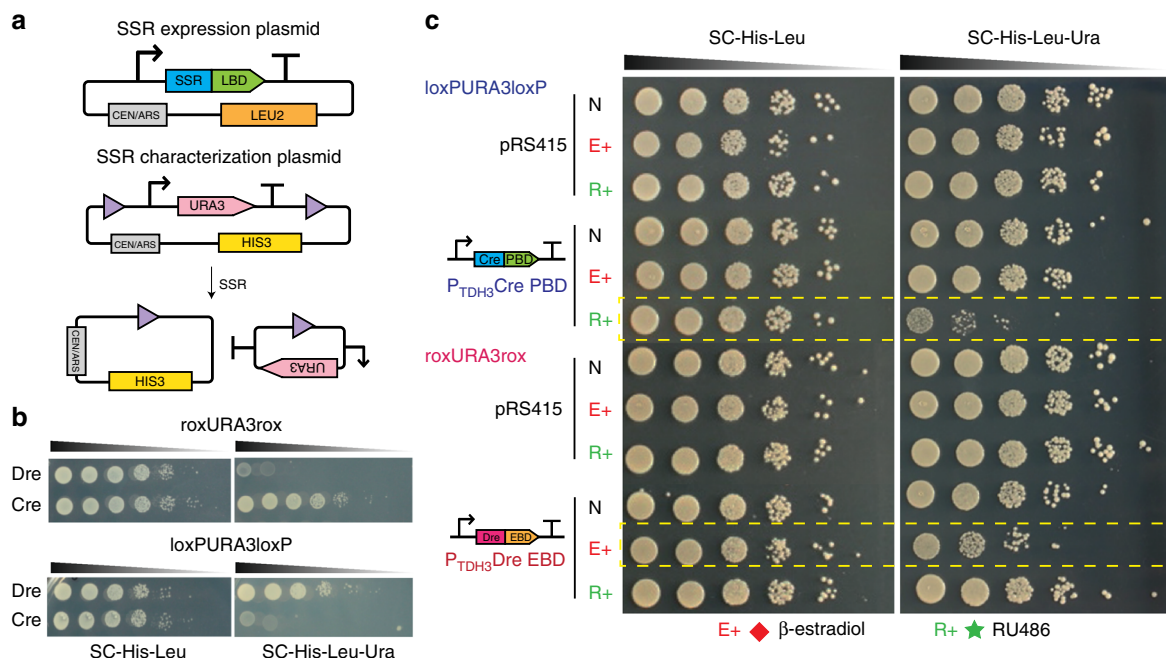 a
SSR expression plasmid
SSR LBD
CEN/ARS LEU2
SSR characterization plasmid
URA3
CEN/ARS HIS3
SSR
CEN/ARS
HIS3
URA3
b
roxURA3rox
Dre
Cre
loxPURA3loxP
Dre
Cre
SC-His-Leu SC-His-Leu-Ura
c
SC-His-Leu SC-His-Leu-Ura
loxPURA3loxP
N
pRS415 E+
R+
N
Cre PBD
E+
PTDH3Cre PBD
R+
roxURA3rox
N
pRS415 E+
R+
N
Dre EBD
E+
PTDH3Dre EBD
R+
E+ β-estradiol R+ RU486